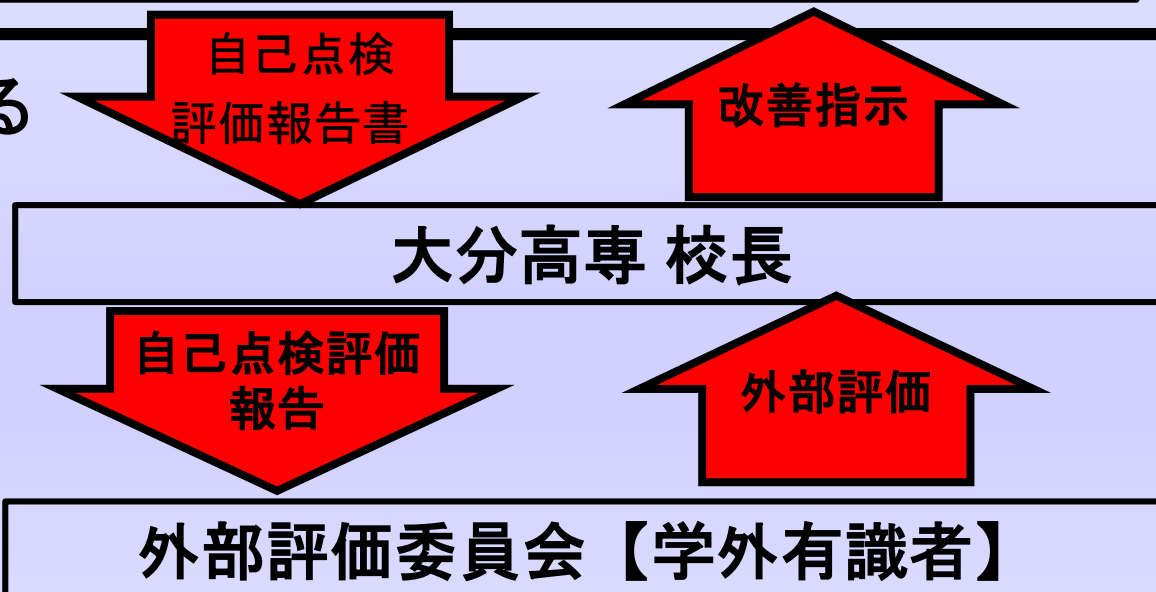 自己点検
評価報告書
る
改善指示
大分高専 校長
自己点検評価
報告
外部評価
外部評価委員会【学外有識者】